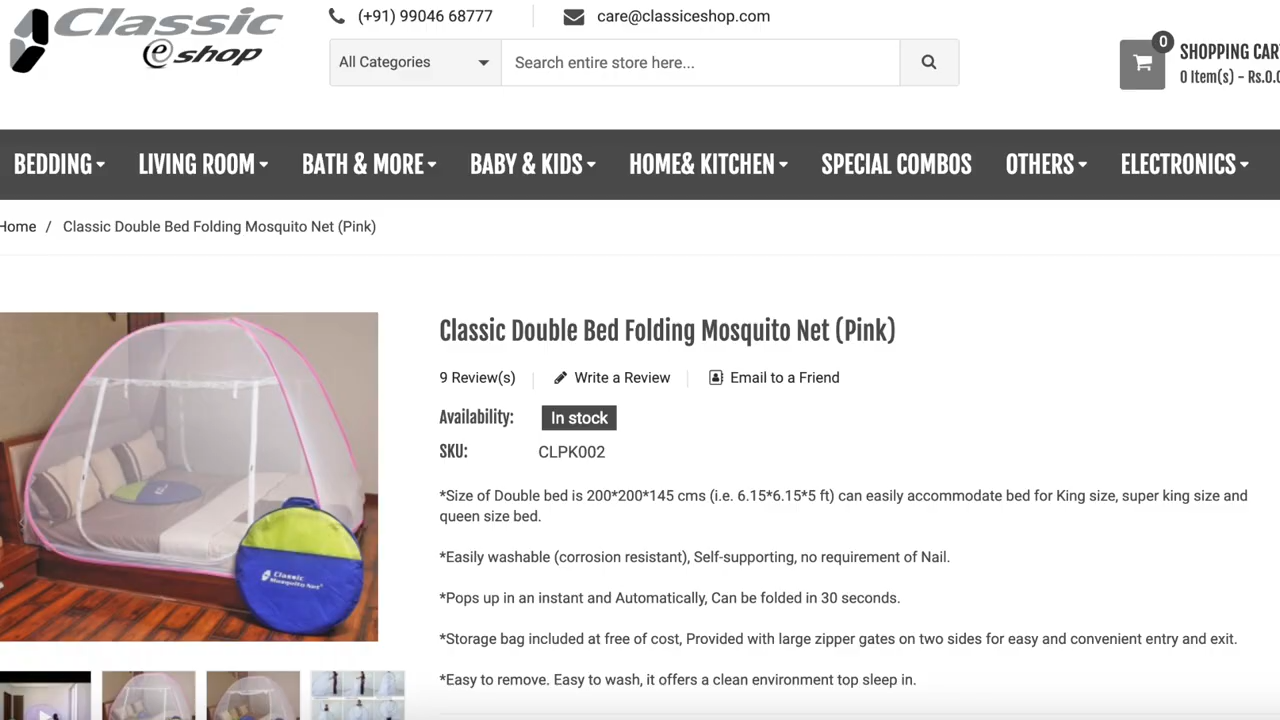 Classic
e shop
(+91) 99046 68777
care@classiceshop.com
All Categories
Search entire store here...
0
SHOPPING CAR
0 Item(s) - Rs.0.0
BEDDING
LIVING ROOM
BATH & MORE
BABY & KIDS
HOME& KITCHEN
SPECIAL COMBOS
OTHERS
ELECTRONICS
Home / Classic Double Bed Folding Mosquito Net (Pink)
Classic Double Bed Folding Mosquito Net (Pink)
9 Review(s)
Write a Review
Email to a Friend
Availability: In stock
SKU: CLPK002
*Size of Double bed is 200*200*145 cms (i.e. 6.15*6.15*5 ft) can easily accommodate bed for King size, super king size and
queen size bed.
*Easily washable (corrosion resistant), Self-supporting, no requirement of Nail.
*Pops up in an instant and Automatically, Can be folded in 30 seconds.
*Storage bag included at free of cost, Provided with large zipper gates on two sides for easy and convenient entry and exit.
*Easy to remove. Easy to wash, it offers a clean environment top sleep in.
Classic
Mosquito Net